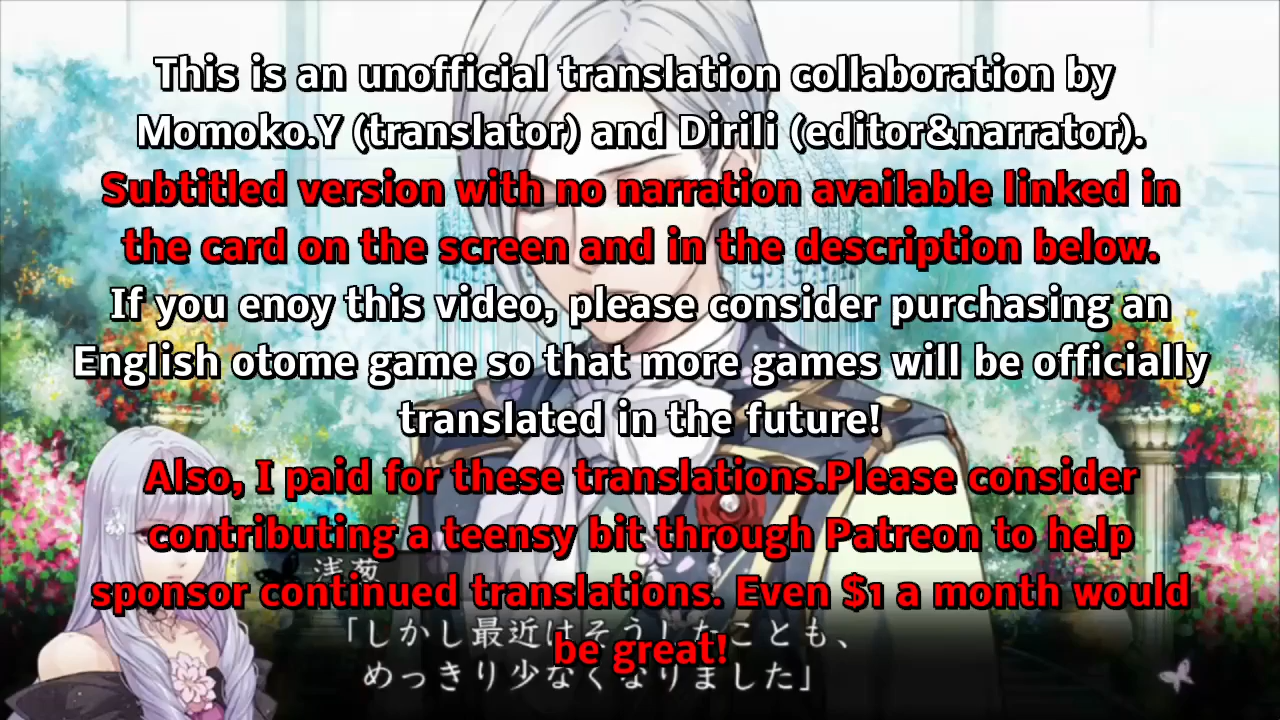 This is an unofficial translation collaboration by
Momoko.Y (translator) and Dirili (editor&narrator).
Subtitled version with no narration available linked in
the card on the screen and in the description below.
If you enoy this video, please consider purchasing an
English otome game so that more games will be officially
translated in the future!
Also, I paid for these translations.Please consider
contributing a teensy bit through Patreon to help
浅葱
sponsor continued translations. Even $1 a month would
「しかし最近はそうしたことも、
be great!
めっきり少なくなりました」